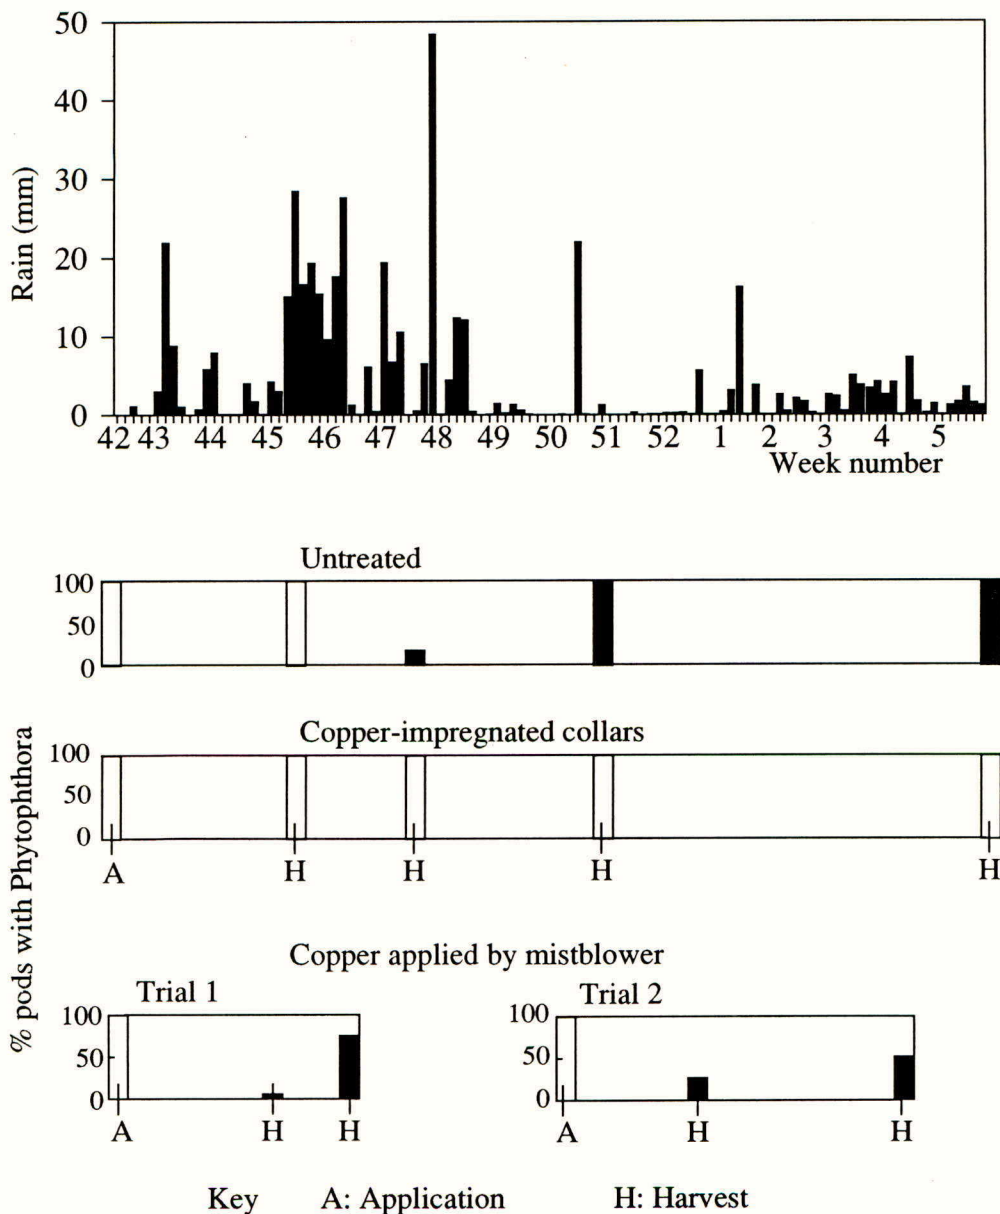 50
40
30
20
10
0
Rain (mm)
42 43 44 45 46 47 48 49 50 51 52 1 2 3 4 5
Week number
Untreated
100
50
0
% pods with Phytophthora
Copper-impregnated collars
100
50
0
A H H H H
Copper applied by mistblower
Trial 1 Trial 2
100 100
50 50
0 0
A H H A H H
Key A: Application H: Harvest